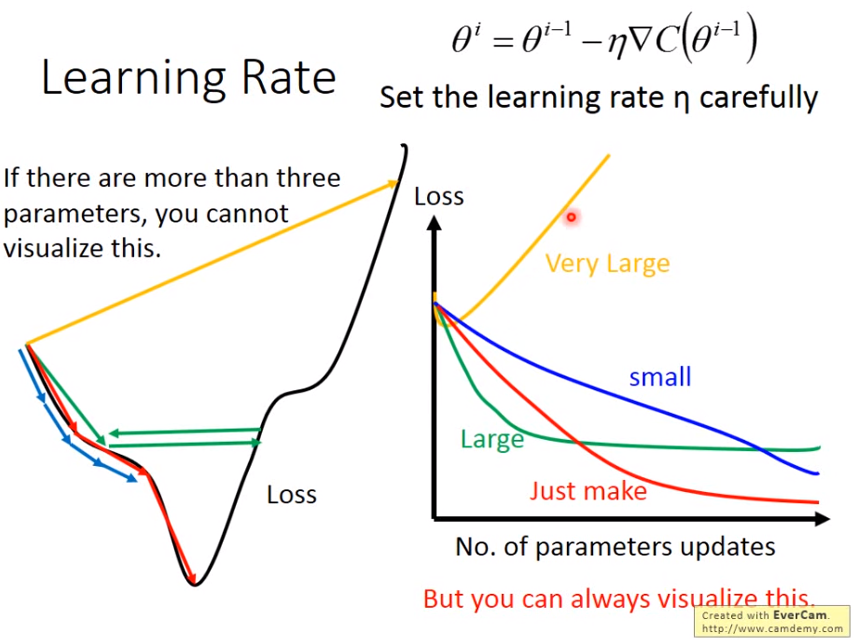 θ^i = θ^{i-1} − η∇C(θ^{i-1})
Learning Rate
Set the learning rate η carefully
If there are more than three
parameters, you cannot
visualize this.
Loss
Loss
Very Large
small
Large
Just make
No. of parameters updates
But you can always visualize this.
Created with EverCam.
http://www.camdemy.com